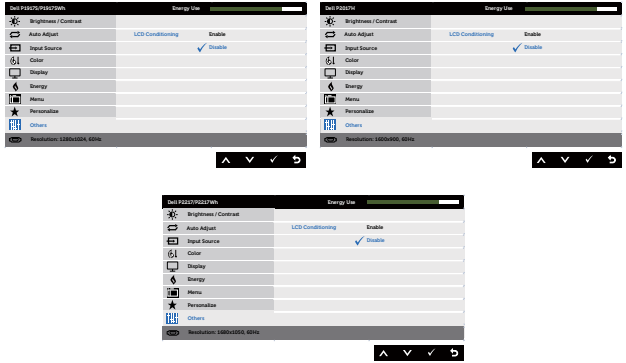 Dell P1917S/P1917SWh Energy Use
Brightness / Contrast
Auto Adjust LCD Conditioning Enable
Input Source Disable
Color
Display
Energy
Menu
Personalize
Others
Resolution: 1280x1024, 60Hz
Dell P2017H Energy Use
Brightness / Contrast
Auto Adjust LCD Conditioning Enable
Input Source Disable
Color
Display
Energy
Menu
Personalize
Others
Resolution: 1600x900, 60Hz
Dell P2217/P2217Wh Energy Use
Brightness / Contrast
Auto Adjust LCD Conditioning Enable
Input Source Disable
Color
Display
Energy
Menu
Personalize
Others
Resolution: 1680x1050, 60Hz